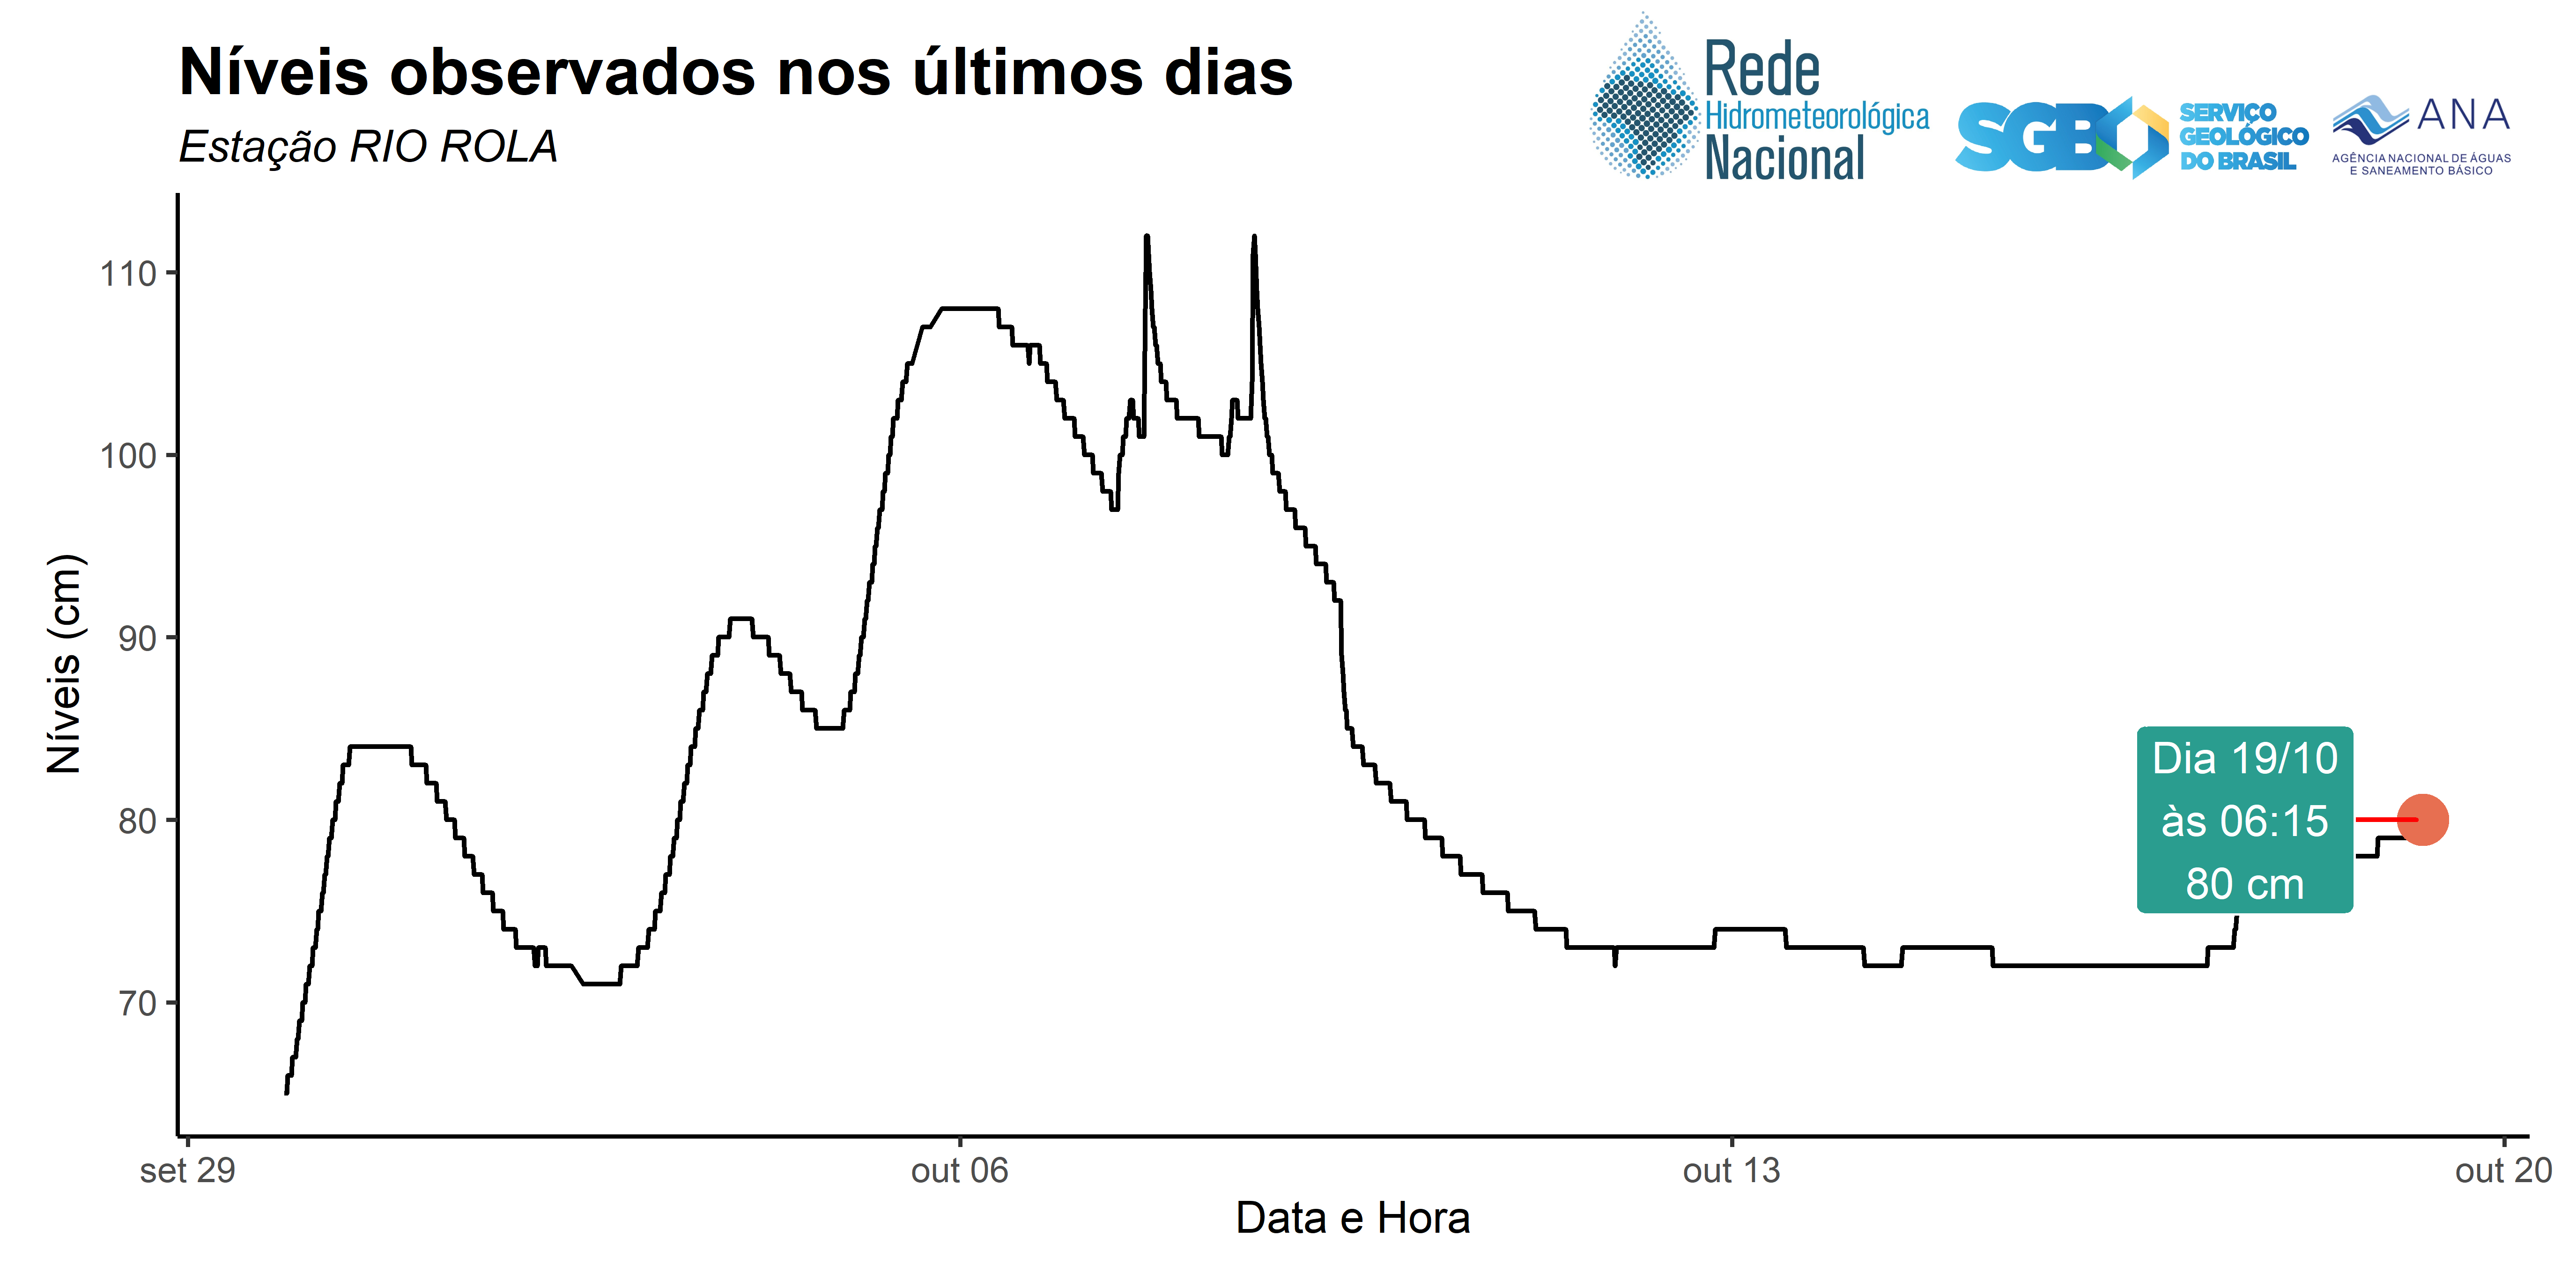 Níveis observados nos últimos dias
Estação RIO ROLA
Rede
Hidrometeorológica
Nacional
SGB
SERVIÇO
GEOLÓGICO
DO BRASIL
ANA
AGÊNCIA NACIONAL DE ÁGUAS
E SANEAMENTO BÁSICO
Níveis (cm)
110
100
90
80
70
Dia 19/10
às 06:15
80 cm
set 29
out 06
out 13
out 20
Data e Hora